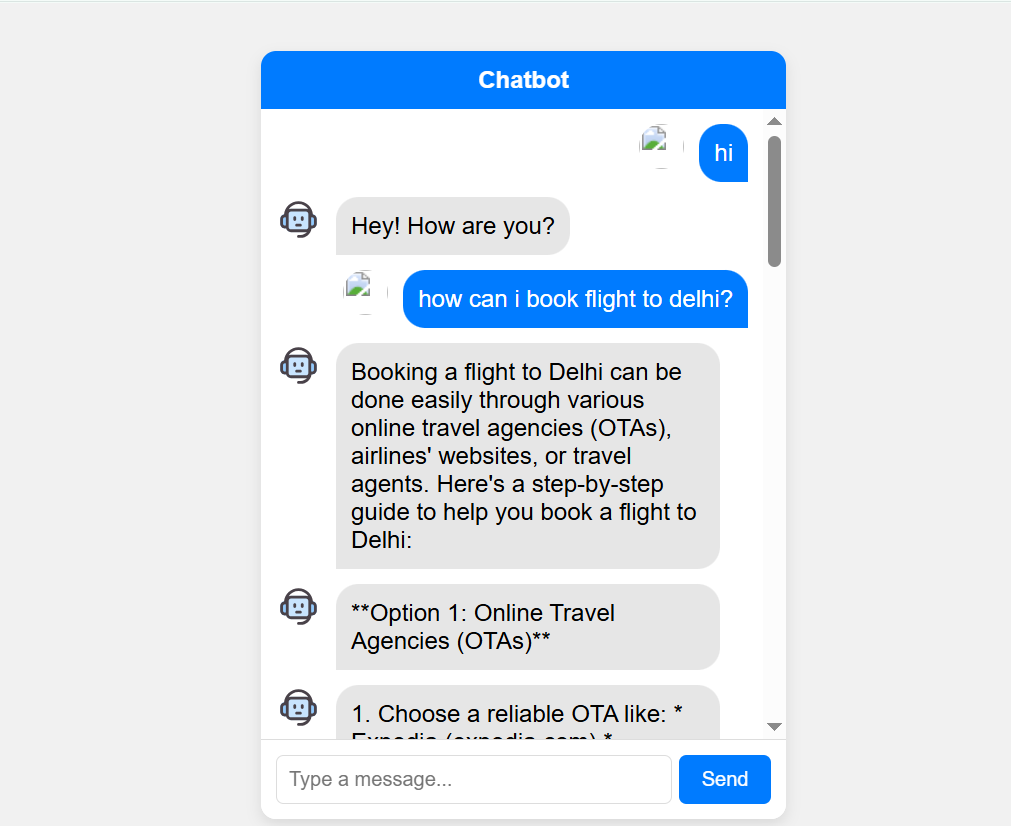 Chatbot
hi
Hey! How are you?
how can i book flight to delhi?
Booking a flight to Delhi can be
done easily through various
online travel agencies (OTAs),
airlines' websites, or travel
agents. Here's a step-by-step
guide to help you book a flight to
Delhi:
**Option 1: Online Travel
Agencies (OTAs)**
1. Choose a reliable OTA like: *
Expedia (expedia.com) *
Type a message...
Send